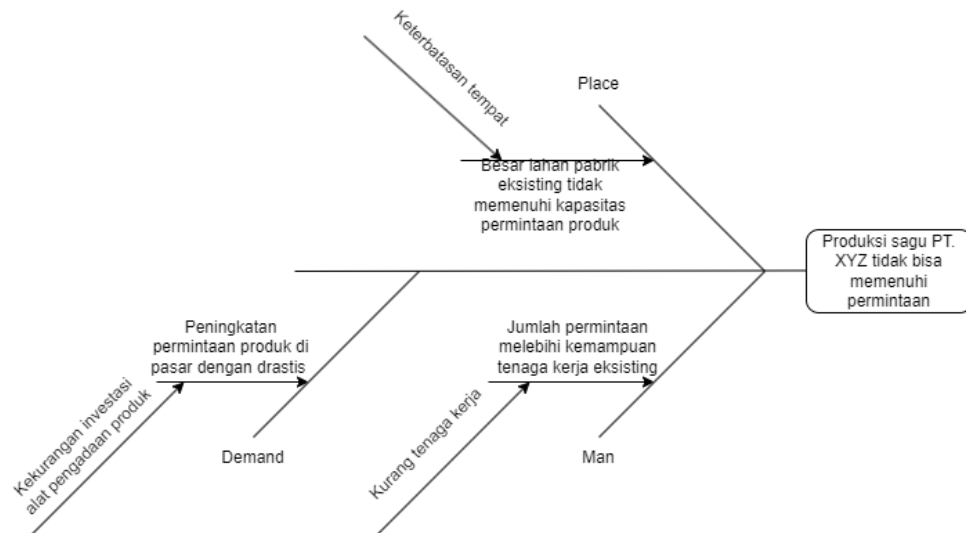 Keterbatasan tempat
Place
Besar lahan pabrik
eksisting tidak
memenuhi kapasitas
permintaan produk
Produksi sagu PT.
XYZ tidak bisa
memenuhi
permintaan
Peningkatan
permintaan produk di
pasar dengan drastis
Jumlah permintaan
melebihi kemampuan
tenaga kerja eksisting
Kekurangan investasi
alat pengadaan produk
Demand
Kurang tenaga kerja
Man